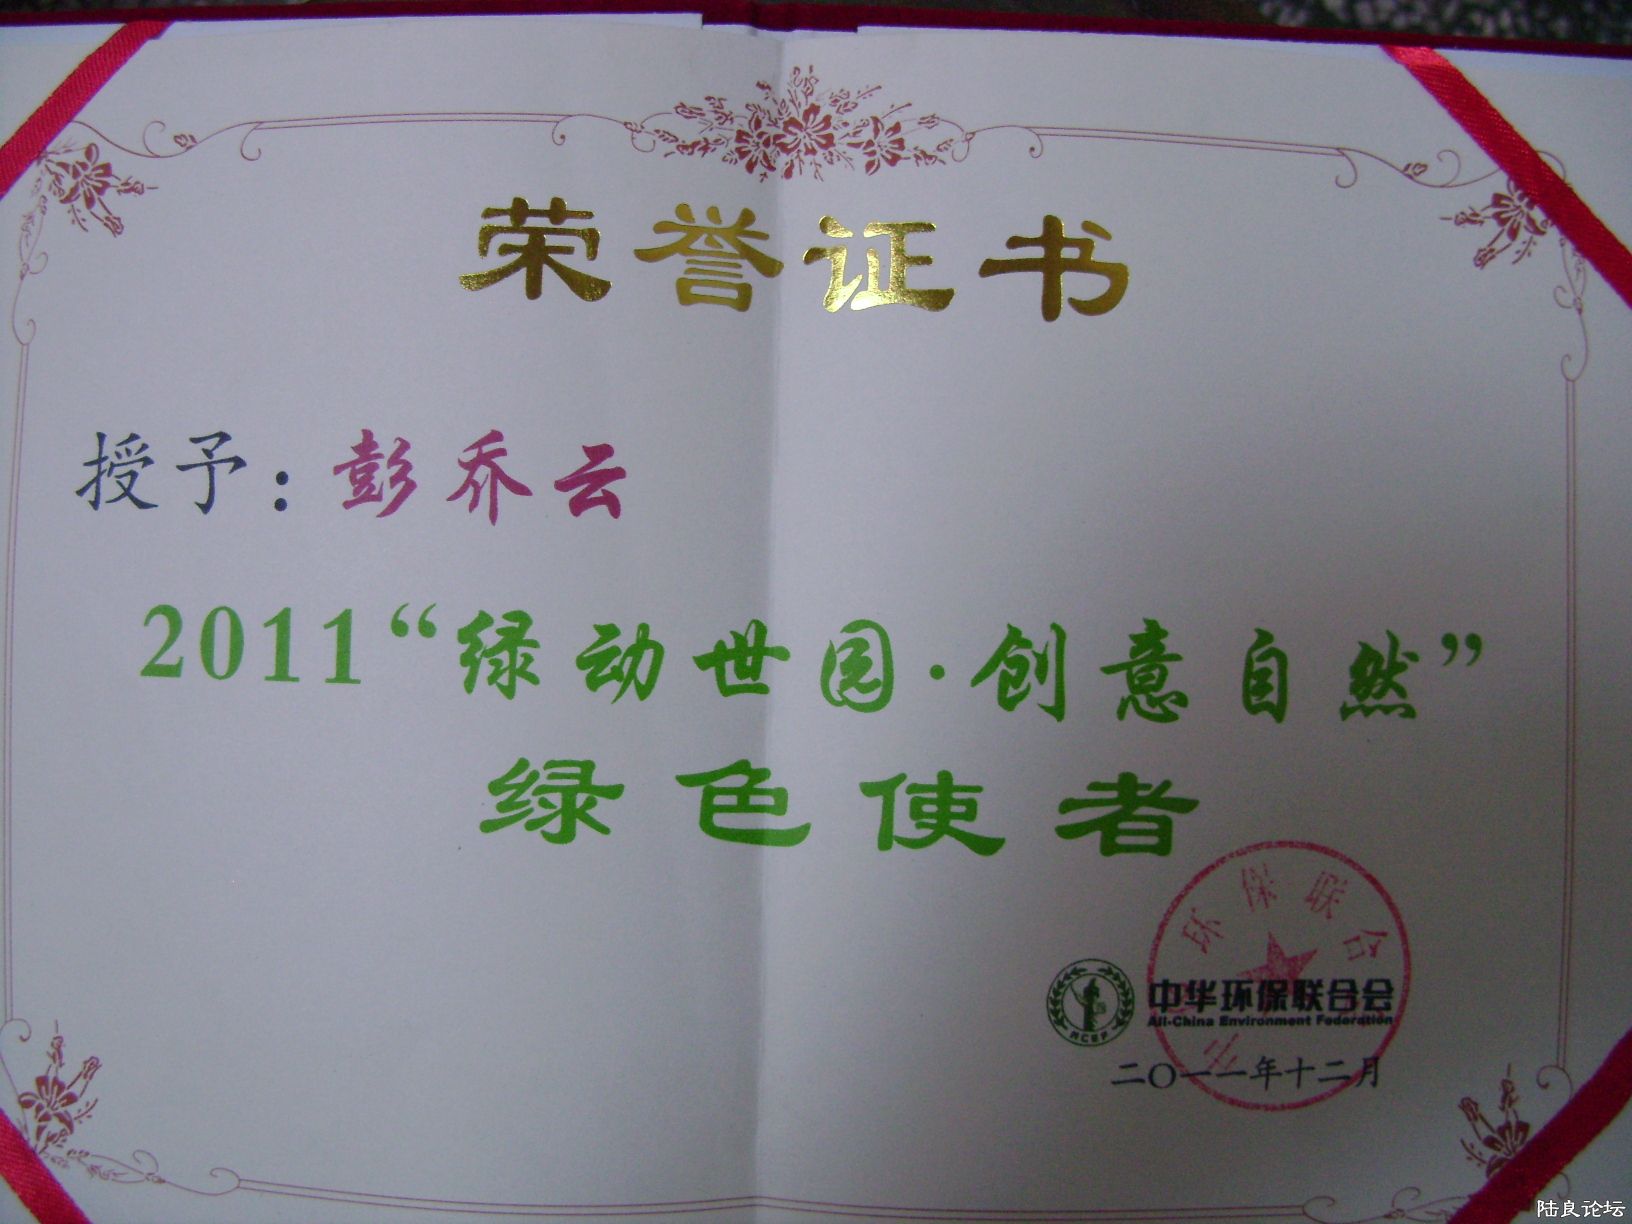 荣誉证书
授予：彭乔云
2011“绿动世园·创意自然”
绿色使者
环保联合
中华环保联合会
All-China Environment Federation
二〇一一年十二月
陆良论坛